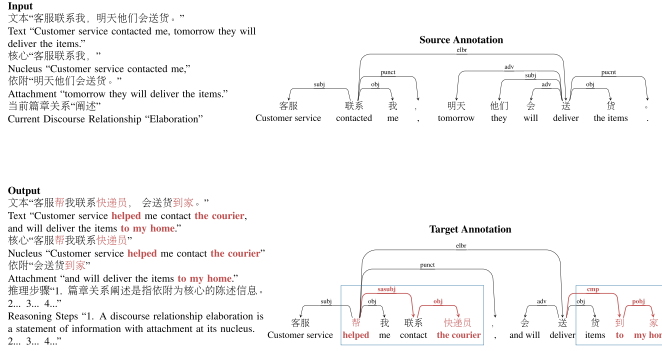 Input
文本“客服联系我，明天他们会送货。”
Text “Customer service contacted me, tomorrow they will
deliver the items.”
核心“客服联系我，”
Nucleus “Customer service contacted me,”
依附“明天他们会送货。”
Attachment “tomorrow they will deliver the items.”
当前篇章关系“阐述”
Current Discourse Relationship “Elaboration”
Source Annotation
elbr
punct
adv
subj
pucnt
subj
obj
adv
obj
客服 联系 我 ， 明天 他们 会 送 货 。
Customer service contacted me , tomorrow they will deliver the items .
Output
文本“客服帮我联系快递员， 会送货到家。”
Text “Customer service helped me contact the courier,
and will deliver the items to my home.”
核心“客服帮我联系快递员”
Nucleus “Customer service helped me contact the courier”
依附“会送货到家”
Attachment “and will deliver the items to my home.”
推理步骤“1. 篇章关系阐述是指依附为核心的陈述信息。
2... 3... 4...”
Reasoning Steps “1. A discourse relationship elaboration is
a statement of information with attachment at its nucleus.
2... 3... 4...”
Target Annotation
elbr
punct
sasubj
cmp
subj
obj
obj
adv
obj
pobj
客服 帮 我 联系 快递员 ， 会 送 货 到 家
Customer service helped me contact the courier , and will deliver items to my hom